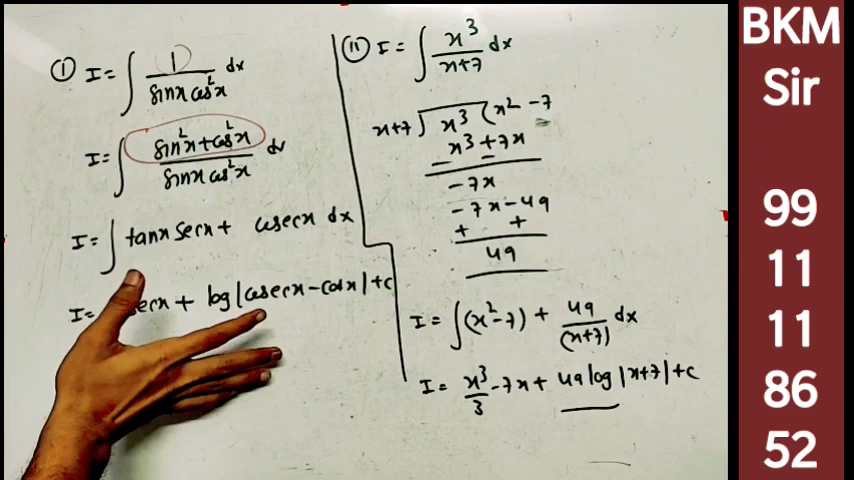 ① I = ∫ 1 / sinx cos²x dx
I = ∫ sin²x + cos²x / sinx cos²x dx
I = ∫ tanx secx + cosecx dx
I = secx + log|cosecx - cotx| + c
⑪ I = ∫ x³ / x+7 dx
x+7 ) x³ ( x² - 7
x³ + 7x
- -
-7x
-7x - 49
+ +
49
I = ∫ (x² - 7) + 49 / (x+7) dx
I = x³/3 - 7x + 49 log |x+7| + c
BKM
Sir
99
11
11
86
52